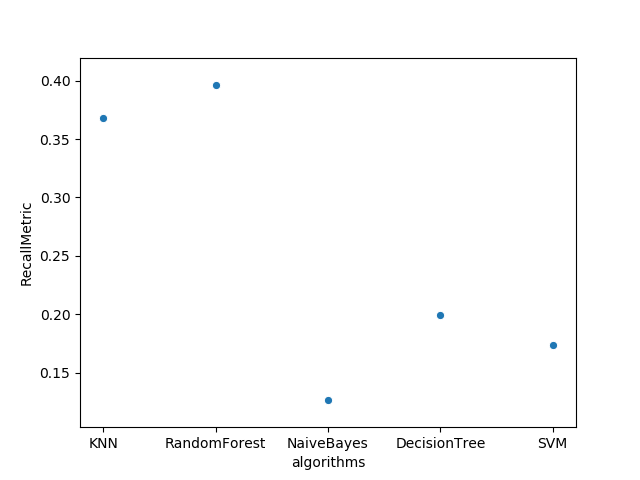 0.40
0.35
0.30
0.25
0.20
0.15
RecallMetric
KNN RandomForest NaiveBayes DecisionTree SVM
algorithms